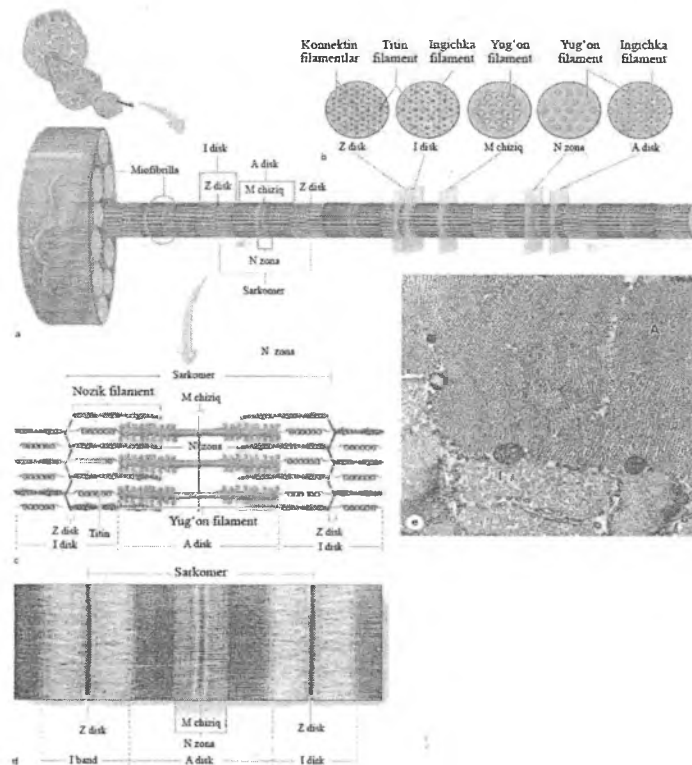 Konnektin Titin Ingichka Yug'on Yug'on Ingichka
filamentlar filament filament filament filament filament
Z disk I disk M chiziq N zona A disk
b
I disk
A disk
Miofibrilla Z disk M chiziq Z disk
N zona
Sarkomer
a
N zona
Sarkomer
M chiziq
Nozik filament
N zona
Yug'on filament
Z disk Titin Z disk
I disk A disk I disk
c
A
I
e
Sarkomer
Z disk M chiziq Z disk
N zona
d I band A disk I disk